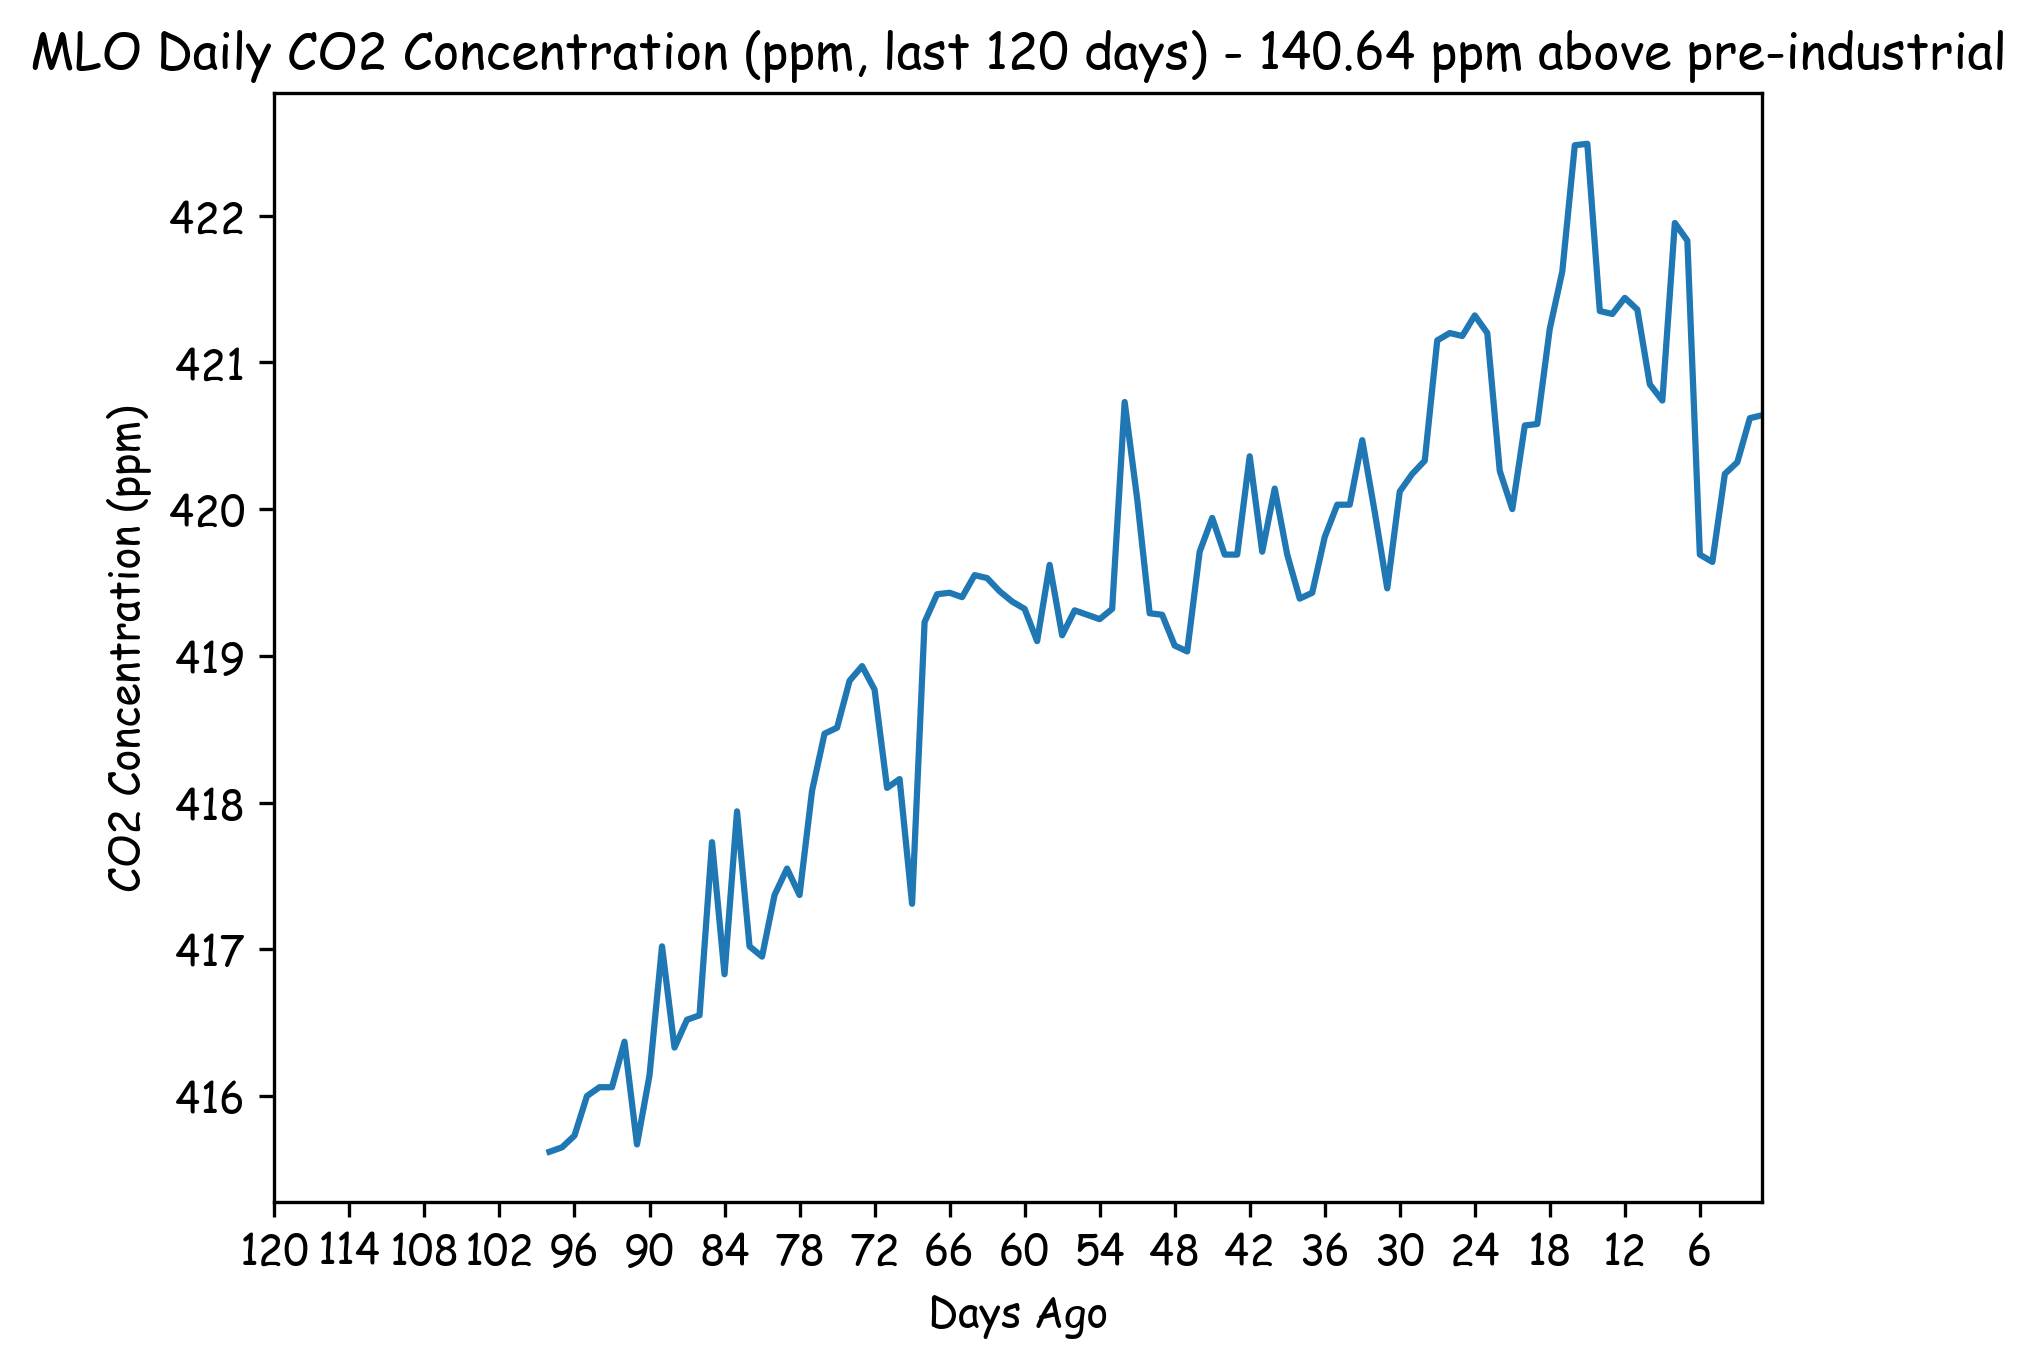 MLO Daily CO2 Concentration (ppm, last 120 days) - 140.64 ppm above pre-industrial
CO2 Concentration (ppm)
422
421
420
419
418
417
416
120 114 108 102 96 90 84 78 72 66 60 54 48 42 36 30 24 18 12 6
Days Ago